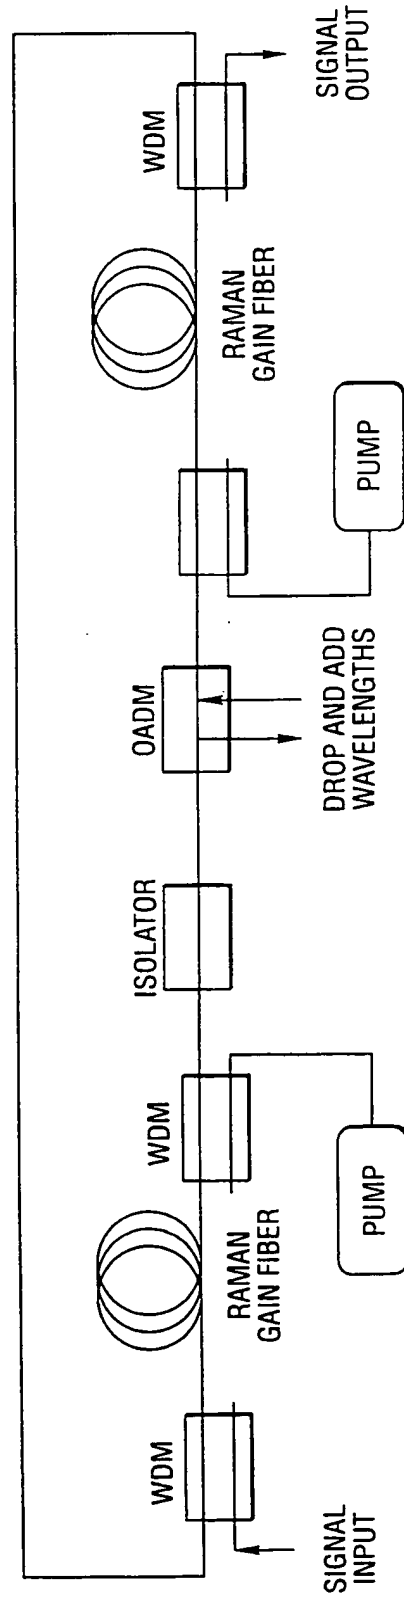 SIGNAL
INPUT
WDM
RAMAN
GAIN FIBER
WDM
PUMP
ISOLATOR
OADM
DROP AND ADD
WAVELENGTHS
PUMP
RAMAN
GAIN FIBER
WDM
SIGNAL
OUTPUT